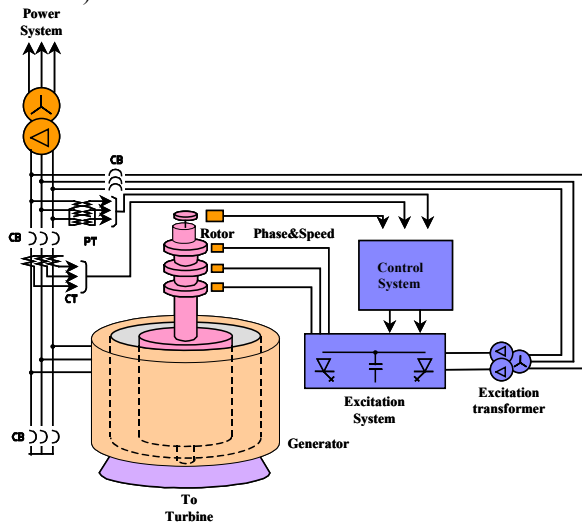 Power
System
CB
CB
PT
Rotor
Phase&Speed
Control
System
CT
Excitation
System
Excitation
transformer
CB
Generator
To
Turbine